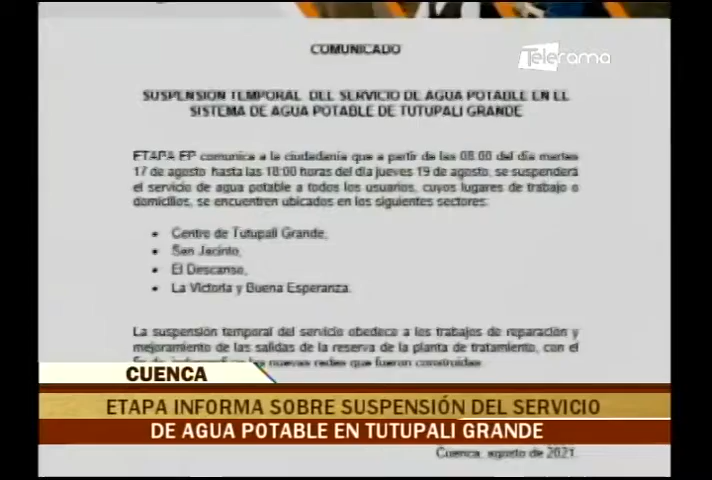 COMUNICADO
Telerama
SUSPENSIÓN TEMPORAL DEL SERVICIO DE AGUA POTABLE EN EL
SISTEMA DE AGUA POTABLE DE TUTUPALI GRANDE
ETAPA EP comunica a la ciudadanía que a partir de las 08:00 del día martes
17 de agosto hasta las 18:00 horas del día jueves 19 de agosto, se suspenderá
el servicio de agua potable a todos los usuarios, cuyos lugares de trabajo o
domicilios, se encuentren ubicados en los siguientes sectores:
• Centro de Tutupali Grande,
• San Jacinto,
• El Descanso,
• La Victoria y Buena Esperanza.
La suspensión temporal del servicio obedece a los trabajos de reparación y
mejoramiento de las salidas de la reserva de la planta de tratamiento, con el
las nuevas redes que fueron construidas.
CUENCA
ETAPA INFORMA SOBRE SUSPENSIÓN DEL SERVICIO
DE AGUA POTABLE EN TUTUPALI GRANDE
Cuenca, agosto de 2021.